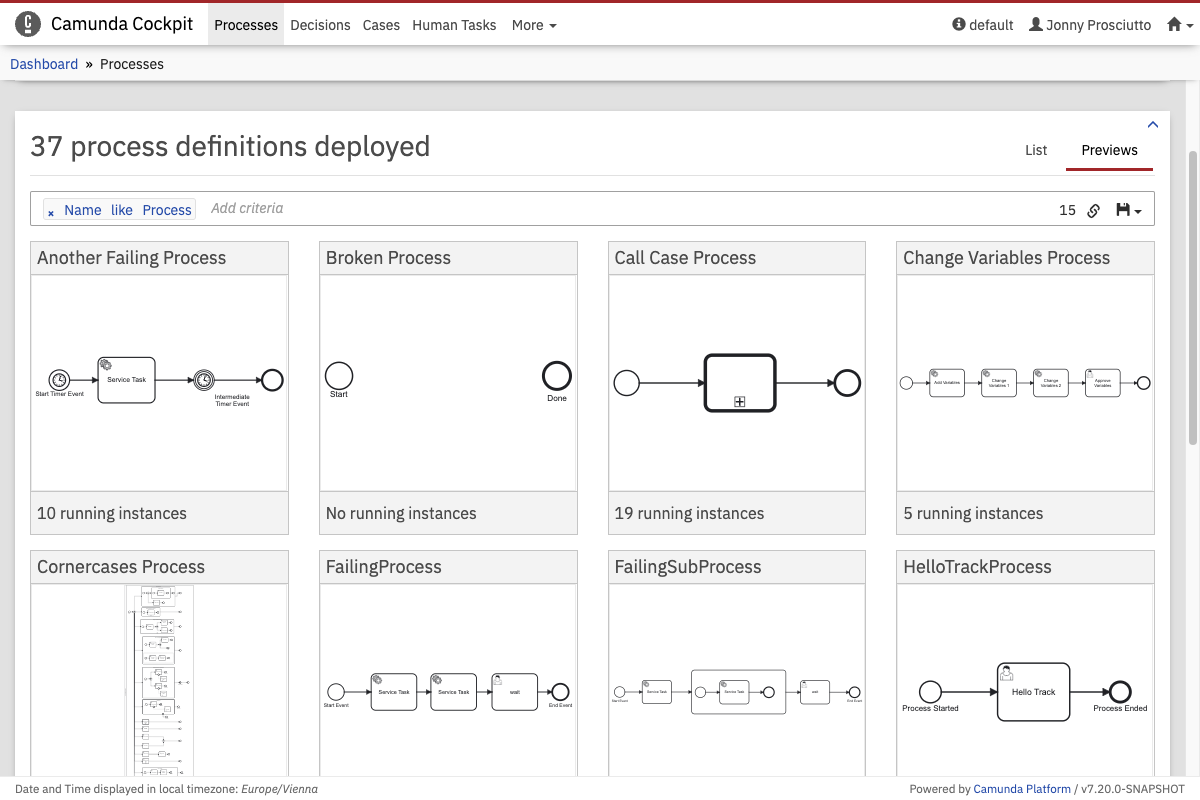 Camunda Cockpit Processes Decisions Cases Human Tasks More default Jonny Prosciutto
Dashboard » Processes
37 process definitions deployed
List Previews
× Name like Process Add criteria 15
Another Failing Process
Start Timer Event
Service Task
Intermediate
Timer Event
10 running instances
Broken Process
Start
Done
No running instances
Call Case Process
19 running instances
Change Variables Process
Add Variables
Change
Variables 1
Change
Variables 2
Approve
Variables
5 running instances
Cornercases Process
FailingProcess
Start Event
Service Task
Service Task
wait
End Event
FailingSubProcess
Start Event
Service Task
Service Task
wait
End Event
HelloTrackProcess
Process Started
Hello Track
Process Ended
Date and Time displayed in local timezone: Europe/Vienna
Powered by Camunda Platform / v7.20.0-SNAPSHOT